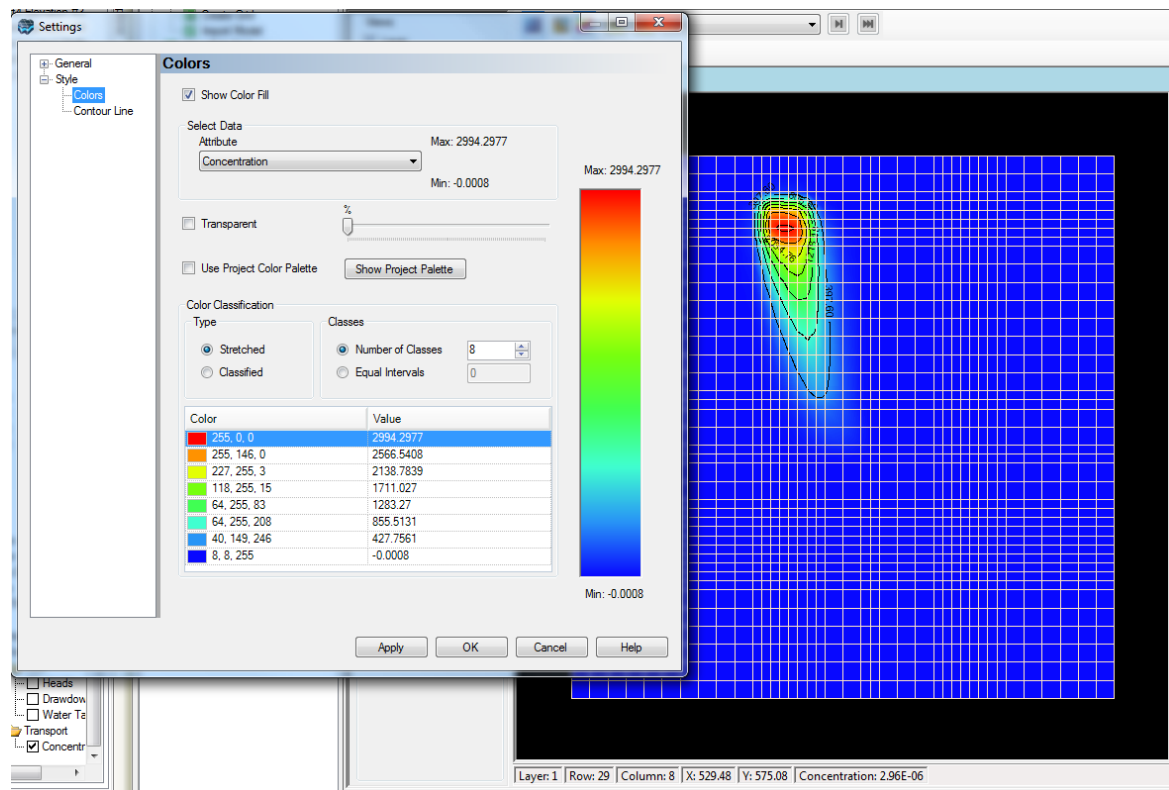 Settings
General
Style
Colors
Contour Line
Colors
Show Color Fill
Select Data
Attribute
Max: 2994.2977
Concentration
Min: -0.0008
Transparent
%
Use Project Color Palette
Show Project Palette
Color Classification
Type
Classes
Stretched
Number of Classes
8
Classified
Equal Intervals
0
Color Value
255, 0, 0 2994.2977
255, 146, 0 2566.5408
227, 255, 3 2138.7839
118, 255, 15 1711.027
64, 255, 83 1283.27
64, 255, 208 855.5131
40, 149, 246 427.7561
8, 8, 255 -0.0008
Max: 2994.2977
Min: -0.0008
Apply OK Cancel Help
Heads
Drawdow
Water Ta
Transport
Concentr
Layer: 1 Row: 29 Column: 8 X: 529.48 Y: 575.08 Concentration: 2.96E-06